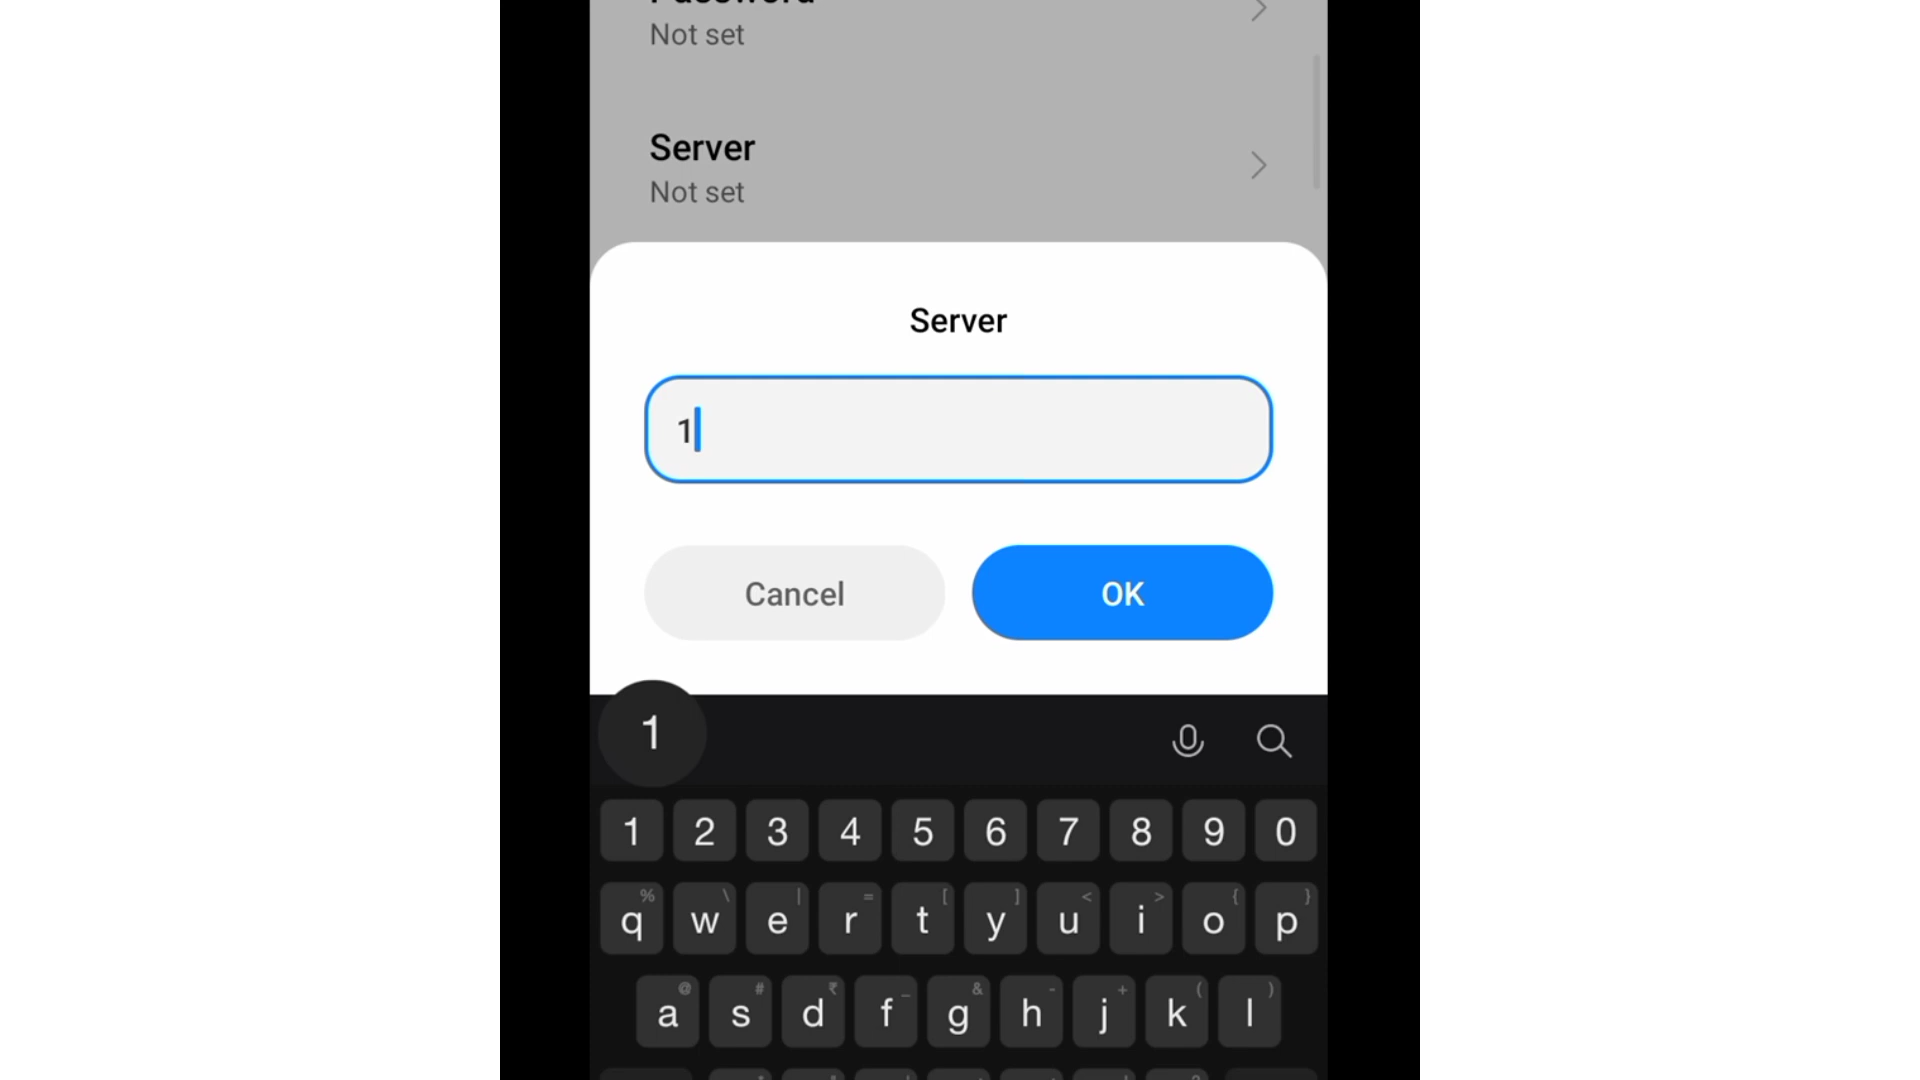 Password
Not set
Server
Not set
Server
1
Cancel
OK
1
1 2 3 4 5 6 7 8 9 0
% \ | = [ ] < > { }
q w e r t y u i o p
@ # ₹ _ & - + ( )
a s d f g h j k l